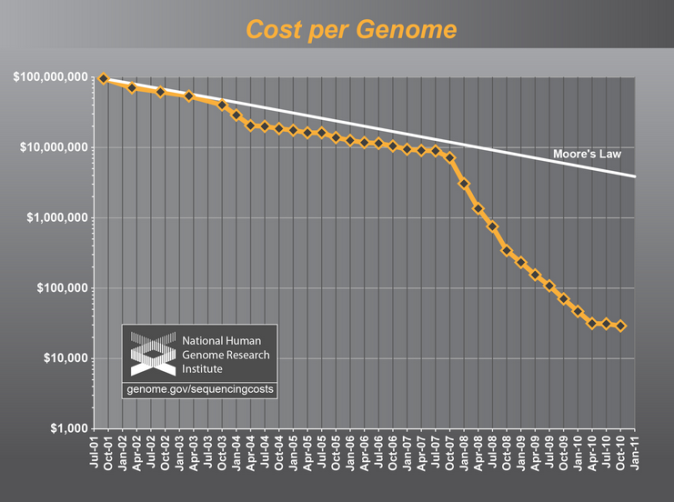 Cost per Genome
$100,000,000
$10,000,000
$1,000,000
$100,000
$10,000
$1,000
Moore's Law
National Human
Genome Research
Institute
genome.gov/sequencingcosts
Jul-01
Oct-01
Jan-02
Apr-02
Jul-02
Oct-02
Jan-03
Apr-03
Jul-03
Oct-03
Jan-04
Apr-04
Jul-04
Oct-04
Jan-05
Apr-05
Jul-05
Oct-05
Jan-06
Apr-06
Jul-06
Oct-06
Jan-07
Apr-07
Jul-07
Oct-07
Jan-08
Apr-08
Jul-08
Oct-08
Jan-09
Apr-09
Jul-09
Oct-09
Jan-10
Apr-10
Jul-10
Oct-10
Jan-11